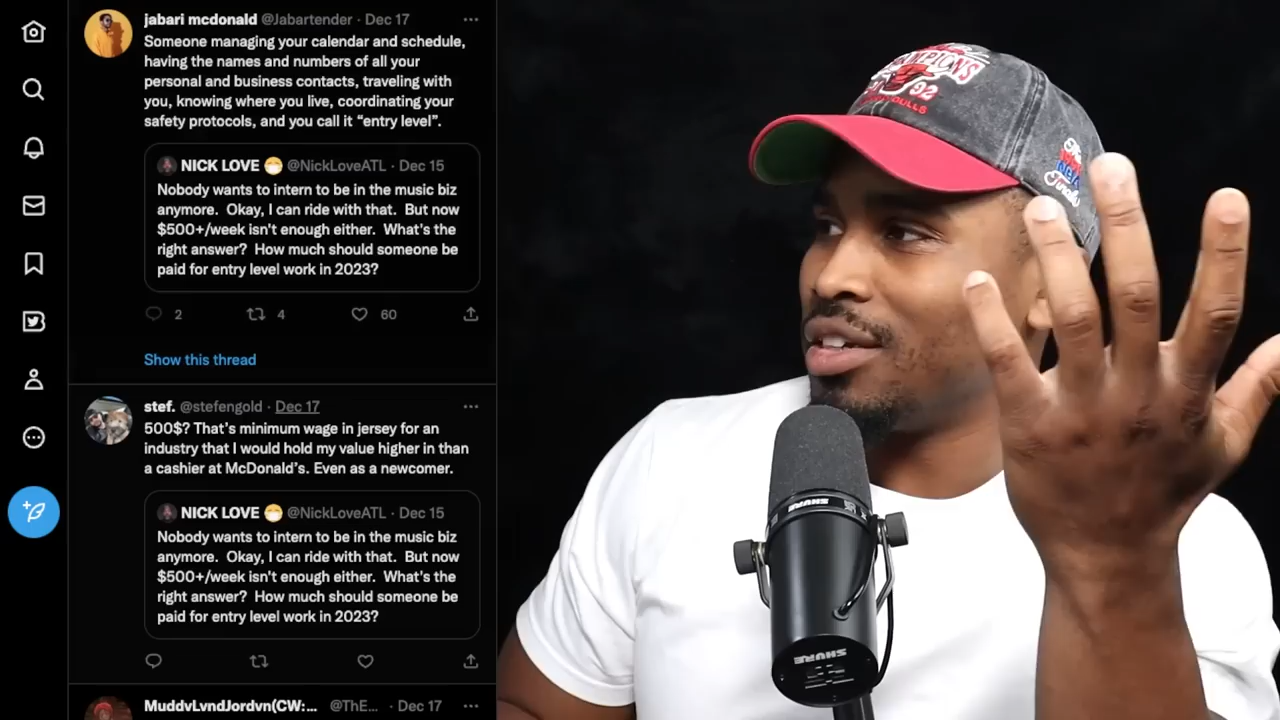 jabari mcdonald @Jabartender · Dec 17
Someone managing your calendar and schedule,
having the names and numbers of all your
personal and business contacts, traveling with
you, knowing where you live, coordinating your
safety protocols, and you call it “entry level”.
NICK LOVE 😷 @NickLoveATL · Dec 15
Nobody wants to intern to be in the music biz
anymore. Okay, I can ride with that. But now
$500+/week isn't enough either. What's the
right answer? How much should someone be
paid for entry level work in 2023?
2 4 60
Show this thread
stef. @stefengold · Dec 17
500$? That’s minimum wage in jersey for an
industry that I would hold my value higher in than
a cashier at McDonald’s. Even as a newcomer.
NICK LOVE 😷 @NickLoveATL · Dec 15
Nobody wants to intern to be in the music biz
anymore. Okay, I can ride with that. But now
$500+/week isn't enough either. What's the
right answer? How much should someone be
paid for entry level work in 2023?
MuddvLvndJordvn(CW:... @ThE... · Dec 17
CHAMPIONS
92
BULLS
The
NBA
Finals
SHURE
SHURE